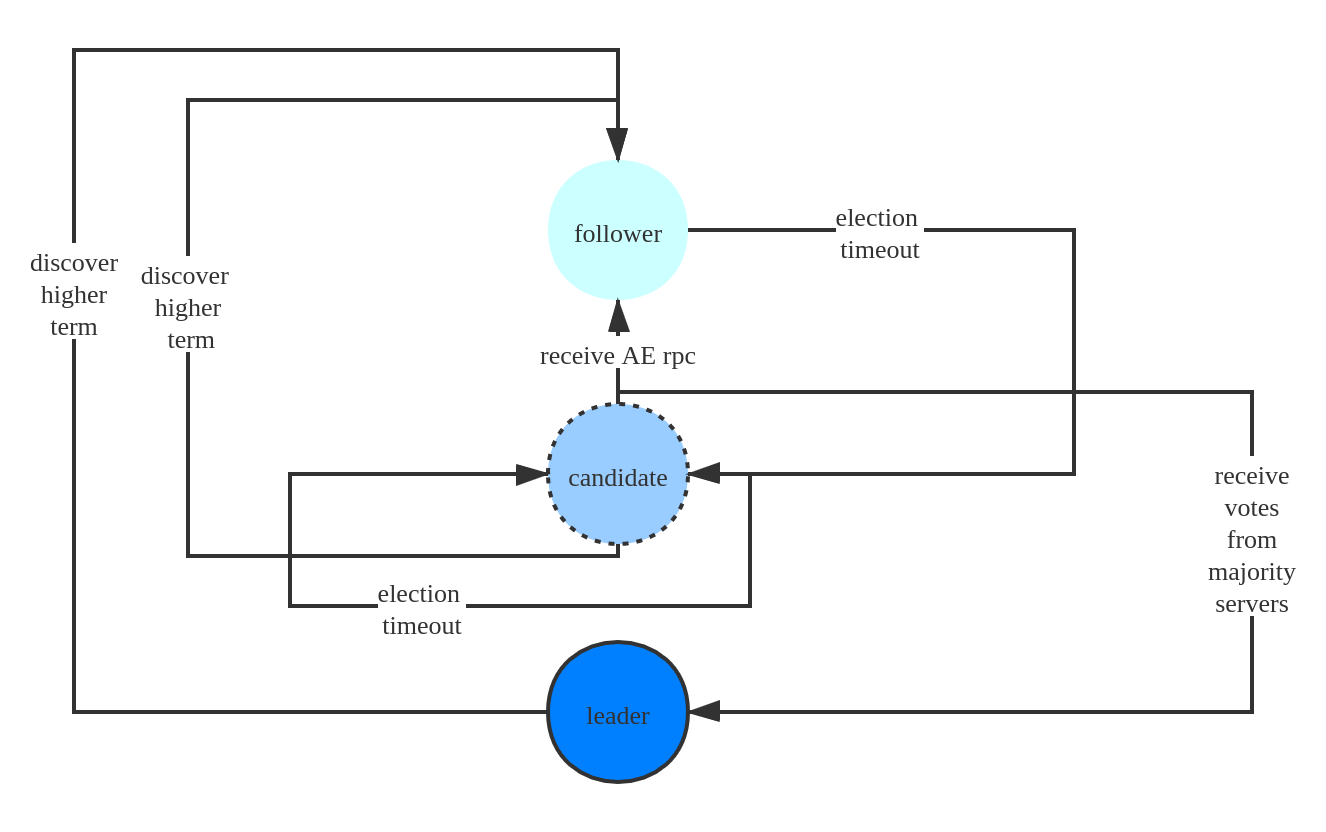 follower
election
timeout
discover
higher
term
discover
higher
term
receive AE rpc
candidate
receive
votes
from
majority
servers
election
timeout
leader